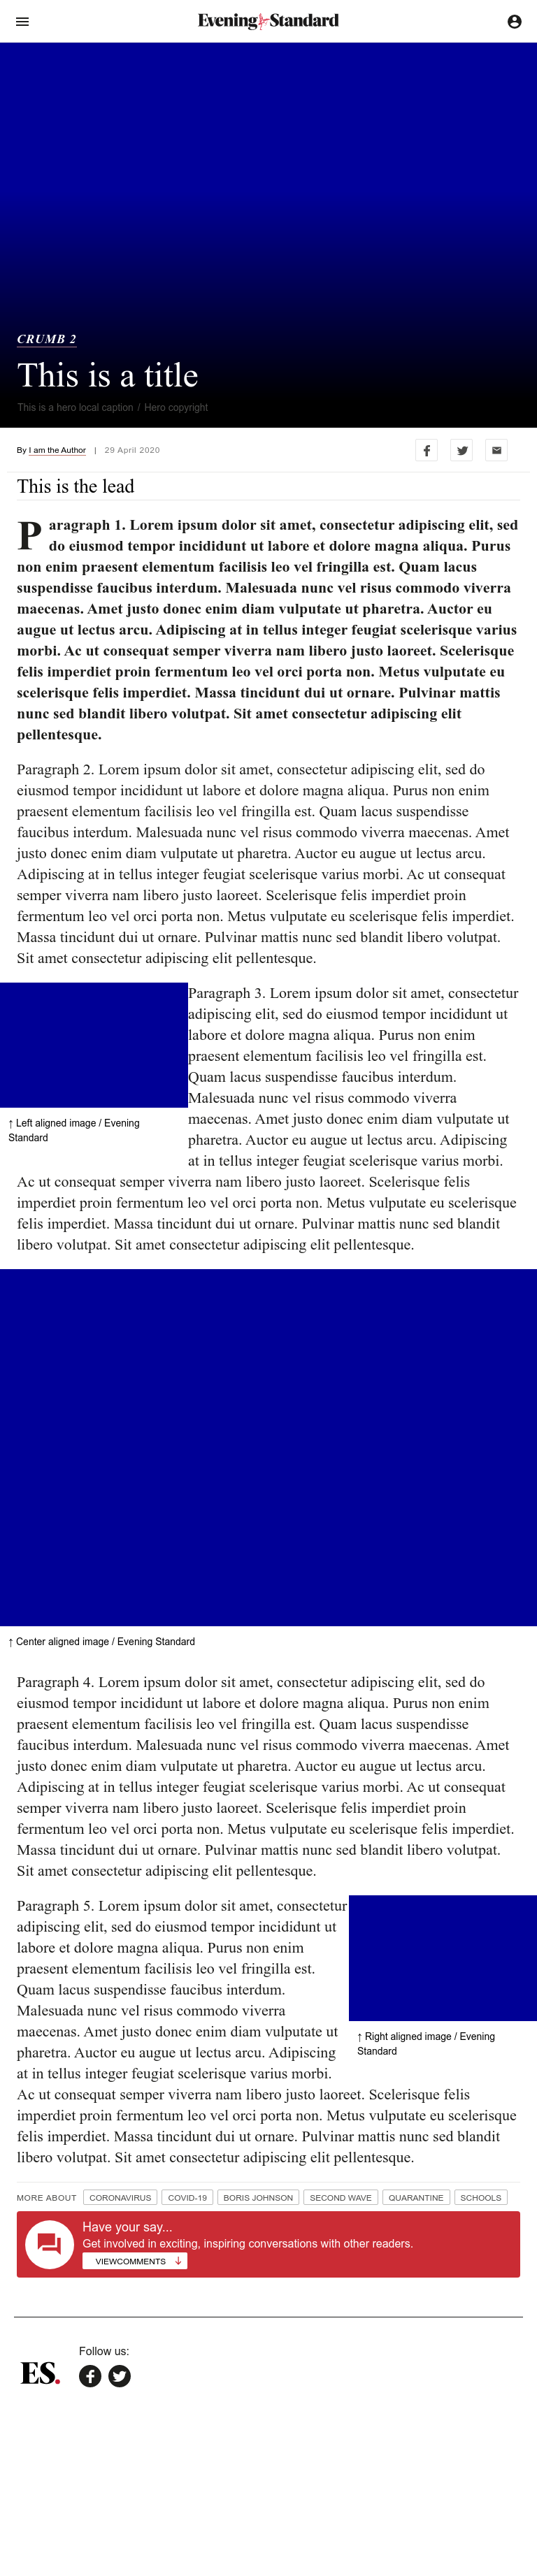 Evening Standard
CRUMB 2
This is a title
This is a hero local caption / Hero copyright
By I am the Author | 29 April 2020
This is the lead
Paragraph 1. Lorem ipsum dolor sit amet, consectetur adipiscing elit, sed
do eiusmod tempor incididunt ut labore et dolore magna aliqua. Purus
non enim praesent elementum facilisis leo vel fringilla est. Quam lacus
suspendisse faucibus interdum. Malesuada nunc vel risus commodo viverra
maecenas. Amet justo donec enim diam vulputate ut pharetra. Auctor eu
augue ut lectus arcu. Adipiscing at in tellus integer feugiat scelerisque varius
morbi. Ac ut consequat semper viverra nam libero justo laoreet. Scelerisque
felis imperdiet proin fermentum leo vel orci porta non. Metus vulputate eu
scelerisque felis imperdiet. Massa tincidunt dui ut ornare. Pulvinar mattis
nunc sed blandit libero volutpat. Sit amet consectetur adipiscing elit
pellentesque.
Paragraph 2. Lorem ipsum dolor sit amet, consectetur adipiscing elit, sed do
eiusmod tempor incididunt ut labore et dolore magna aliqua. Purus non enim
praesent elementum facilisis leo vel fringilla est. Quam lacus suspendisse
faucibus interdum. Malesuada nunc vel risus commodo viverra maecenas. Amet
justo donec enim diam vulputate ut pharetra. Auctor eu augue ut lectus arcu.
Adipiscing at in tellus integer feugiat scelerisque varius morbi. Ac ut consequat
semper viverra nam libero justo laoreet. Scelerisque felis imperdiet proin
fermentum leo vel orci porta non. Metus vulputate eu scelerisque felis imperdiet.
Massa tincidunt dui ut ornare. Pulvinar mattis nunc sed blandit libero volutpat.
Sit amet consectetur adipiscing elit pellentesque.
↑ Left aligned image / Evening
Standard
Paragraph 3. Lorem ipsum dolor sit amet, consectetur
adipiscing elit, sed do eiusmod tempor incididunt ut
labore et dolore magna aliqua. Purus non enim
praesent elementum facilisis leo vel fringilla est.
Quam lacus suspendisse faucibus interdum.
Malesuada nunc vel risus commodo viverra
maecenas. Amet justo donec enim diam vulputate ut
pharetra. Auctor eu augue ut lectus arcu. Adipiscing
at in tellus integer feugiat scelerisque varius morbi.
Ac ut consequat semper viverra nam libero justo laoreet. Scelerisque felis
imperdiet proin fermentum leo vel orci porta non. Metus vulputate eu scelerisque
felis imperdiet. Massa tincidunt dui ut ornare. Pulvinar mattis nunc sed blandit
libero volutpat. Sit amet consectetur adipiscing elit pellentesque.
↑ Center aligned image / Evening Standard
Paragraph 4. Lorem ipsum dolor sit amet, consectetur adipiscing elit, sed do
eiusmod tempor incididunt ut labore et dolore magna aliqua. Purus non enim
praesent elementum facilisis leo vel fringilla est. Quam lacus suspendisse
faucibus interdum. Malesuada nunc vel risus commodo viverra maecenas. Amet
justo donec enim diam vulputate ut pharetra. Auctor eu augue ut lectus arcu.
Adipiscing at in tellus integer feugiat scelerisque varius morbi. Ac ut consequat
semper viverra nam libero justo laoreet. Scelerisque felis imperdiet proin
fermentum leo vel orci porta non. Metus vulputate eu scelerisque felis imperdiet.
Massa tincidunt dui ut ornare. Pulvinar mattis nunc sed blandit libero volutpat.
Sit amet consectetur adipiscing elit pellentesque.
Paragraph 5. Lorem ipsum dolor sit amet, consectetur
adipiscing elit, sed do eiusmod tempor incididunt ut
labore et dolore magna aliqua. Purus non enim
praesent elementum facilisis leo vel fringilla est.
Quam lacus suspendisse faucibus interdum.
Malesuada nunc vel risus commodo viverra
maecenas. Amet justo donec enim diam vulputate ut
pharetra. Auctor eu augue ut lectus arcu. Adipiscing
at in tellus integer feugiat scelerisque varius morbi.
Ac ut consequat semper viverra nam libero justo laoreet. Scelerisque felis
imperdiet proin fermentum leo vel orci porta non. Metus vulputate eu scelerisque
felis imperdiet. Massa tincidunt dui ut ornare. Pulvinar mattis nunc sed blandit
libero volutpat. Sit amet consectetur adipiscing elit pellentesque.
↑ Right aligned image / Evening
Standard
MORE ABOUT CORONAVIRUS COVID-19 BORIS JOHNSON SECOND WAVE QUARANTINE SCHOOLS
Have your say...
Get involved in exciting, inspiring conversations with other readers.
VIEWCOMMENTS ↓
Follow us:
ES.